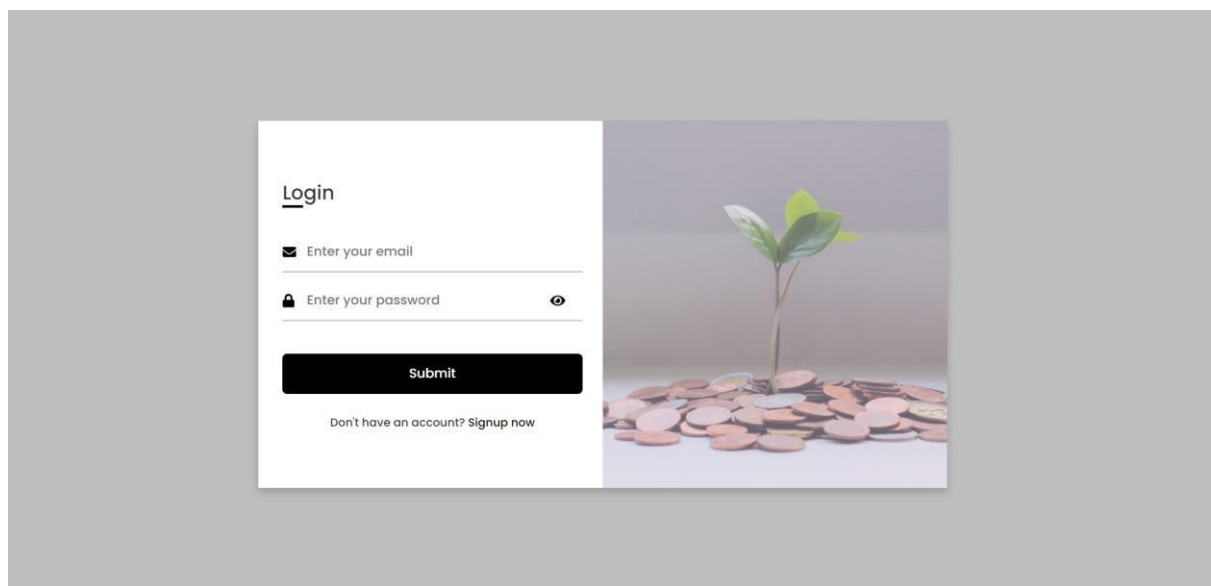 Login
Enter your email
Enter your password
Submit
Don't have an account? Signup now